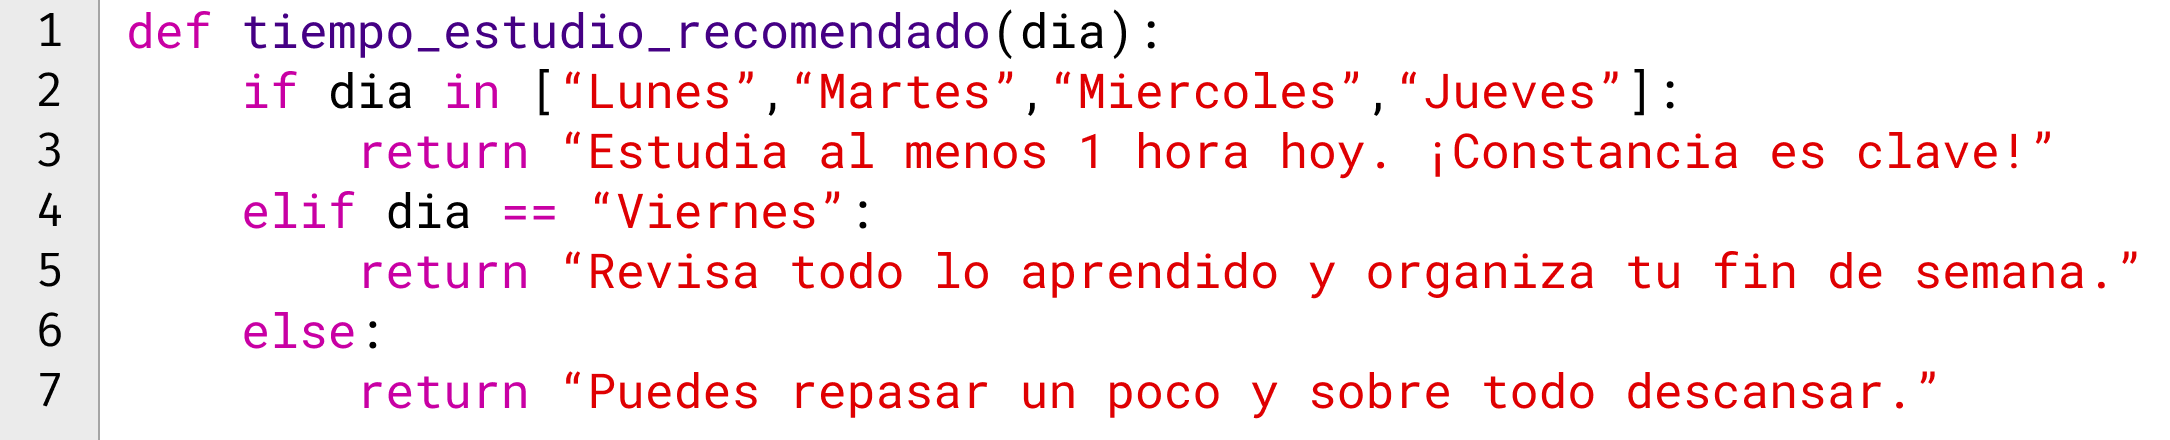 1 def tiempo_estudio_recomendado(dia):
2     if dia in [“Lunes”,“Martes”,“Miercoles”,“Jueves”]:
3         return “Estudia al menos 1 hora hoy. ¡Constancia es clave!”
4     elif dia == “Viernes”:
5         return “Revisa todo lo aprendido y organiza tu fin de semana.”
6     else:
7         return “Puedes repasar un poco y sobre todo descansar.”